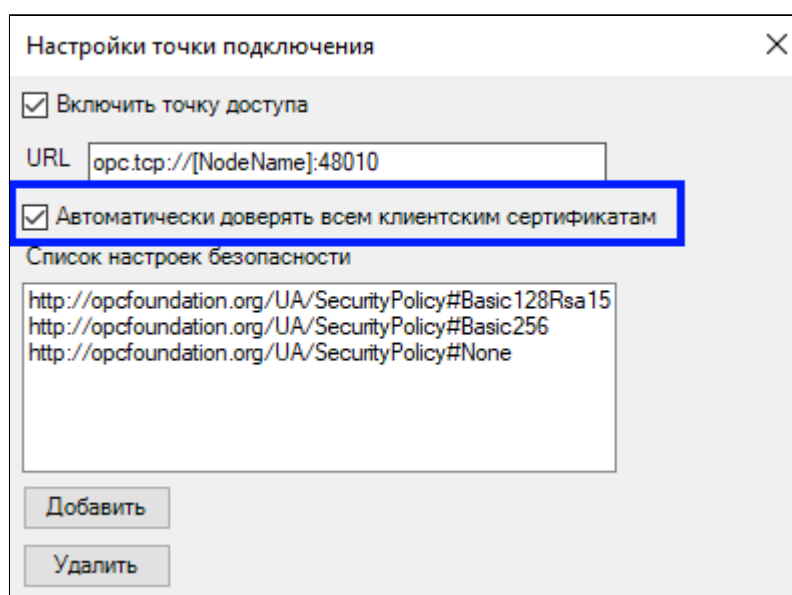 Настройки точки подключения
Включить точку доступа
URL opc.tcp://[NodeName]:48010
Автоматически доверять всем клиентским сертификатам
Список настроек безопасности
http://opcfoundation.org/UA/SecurityPolicy#Basic128Rsa15
http://opcfoundation.org/UA/SecurityPolicy#Basic256
http://opcfoundation.org/UA/SecurityPolicy#None
Добавить
Удалить